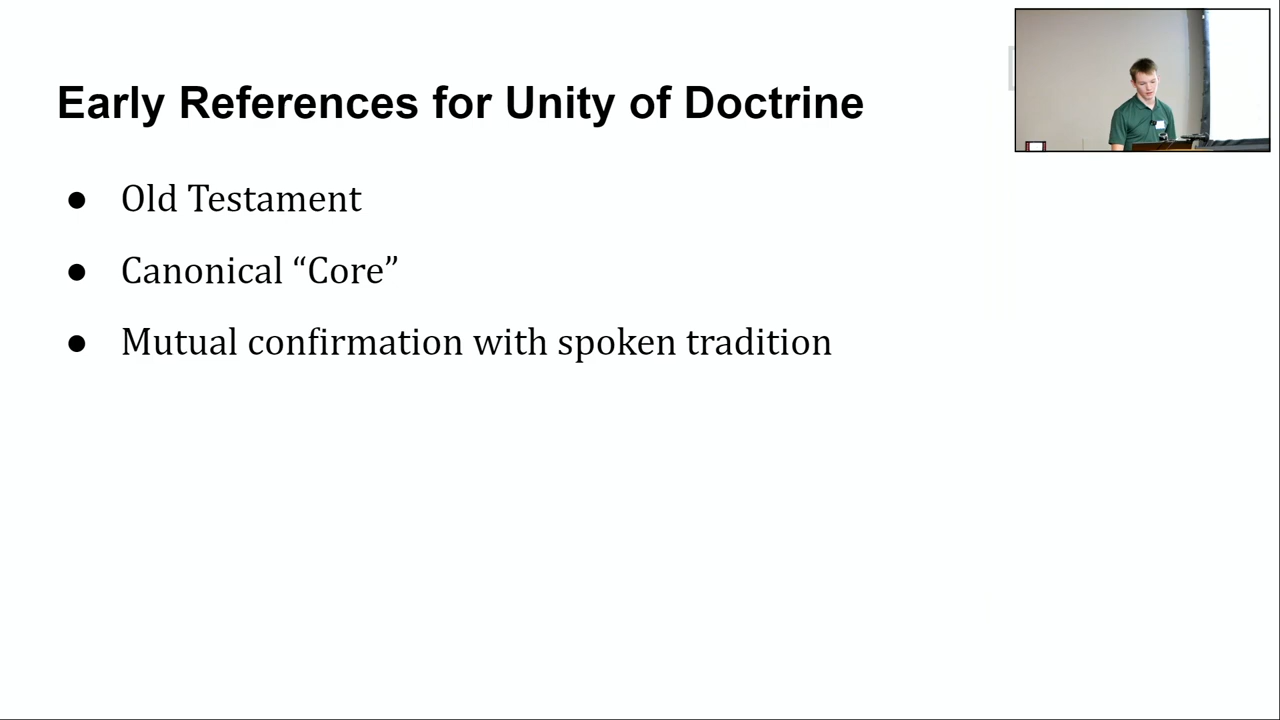 Early References for Unity of Doctrine
● Old Testament
● Canonical “Core”
● Mutual confirmation with spoken tradition